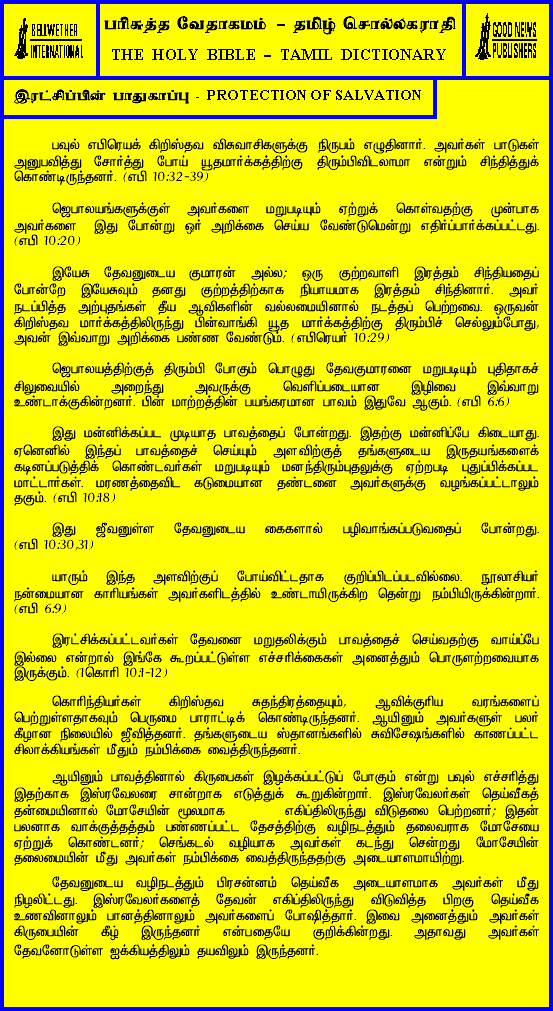 BELLWETHER
INTERNATIONAL
பரிசுத்த வேதாகமம் – தமிழ் சொல்லகராதி
THE HOLY BIBLE – TAMIL DICTIONARY
GOOD NEWS
PUBLISHERS
இரட்சிப்பின் பாதுகாப்பு - PROTECTION OF SALVATION
பவுல் எபிரெயக் கிறிஸ்தவ விசுவாசிகளுக்கு நிருபம் எழுதினார். அவர்கள் பாடுகள்
அனுபவித்து சோர்ந்து போய் யூதமார்க்கத்திற்கு திரும்பிவிடலாமா என்றும் சிந்தித்துக்
கொண்டிருந்தனர். (எபி 10:32-39)
ஜெபாலயங்களுக்குள் அவர்களை மறுபடியும் ஏற்றுக் கொள்வதற்கு முன்பாக
அவர்களை இது போன்று ஓர் அறிக்கை செய்ய வேண்டுமென்று எதிர்ப்பார்க்கப்பட்டது.
(எபி 10:20)
இயேசு தேவனுடைய குமாரன் அல்ல; ஒரு குற்றவாளி இரத்தம் சிந்தியதைப்
போன்றே இயேசுவும் தனது குற்றத்திற்காக நியாயமாக இரத்தம் சிந்தினார். அவர்
நடப்பித்த அற்புதங்கள் தீய ஆவிகளின் வல்லமையினால் நடத்தப் பெற்றவை. ஒருவன்
கிறிஸ்தவ மார்க்கத்திலிருந்து பின்வாங்கி யூத மார்க்கத்திற்கு திரும்பிச் செல்லும்போது,
அவன் இவ்வாறு அறிக்கை பண்ண வேண்டும். (எபிரெயர் 10:29)
ஜெபாலயத்திற்குத் திரும்பி போகும் பொழுது தேவகுமாரனை மறுபடியும் புதிதாகச்
சிலுவையில் அறைந்து அவருக்கு வெளிப்படையான இழிவை இவ்வாறு
உண்டாக்குகின்றனர். பின் மாற்றத்தின் பயங்கரமான பாவம் இதுவே ஆகும். (எபி 6:6)
இது மன்னிக்கப்பட முடியாத பாவத்தைப் போன்றது. இதற்கு மன்னிப்பே கிடையாது.
ஏனெனில் இந்தப் பாவத்தைச் செய்யும் அளவிற்குத் தங்களுடைய இருதயங்களைக்
கடினப்படுத்திக் கொண்டவர்கள் மறுபடியும் மனந்திரும்புதலுக்கு ஏற்றபடி புதுப்பிக்கப்பட
மாட்டார்கள். மரணத்தைவிட கடுமையான தண்டனை அவர்களுக்கு வழங்கப்பட்டாலும்
தகும். (எபி 10:18)
இது ஜீவனுள்ள தேவனுடைய கைகளால் பழிவாங்கப்படுவதைப் போன்றது.
(எபி 10:30,31)
யாரும் இந்த அளவிற்குப் போய்விட்டதாக குறிப்பிடப்படவில்லை. நூலாசியர்
நன்மையான காரியங்கள் அவர்களிடத்தில் உண்டாயிருக்கிற தென்று நம்பியிருக்கின்றார்.
(எபி 6:9)
இரட்சிக்கப்பட்டவர்கள் தேவனை மறுதலிக்கும் பாவத்தைச் செய்வதற்கு வாய்ப்பே
இல்லை என்றால் இங்கே கூறப்பட்டுள்ள எச்சரிக்கைகள் அனைத்தும் பொருளற்றவையாக
இருக்கும். (1கொரி 10:1-12)
கொரிந்தியர்கள் கிறிஸ்தவ சுதந்திரத்தையும், ஆவிக்குரிய வரங்களைப்
பெற்றுள்ளதாகவும் பெருமை பாராட்டிக் கொண்டிருந்தனர். ஆயினும் அவர்களுள் பலர்
கீழான நிலையில் ஜீவித்தனர். தங்களுடைய ஸ்தானங்களில் சுவிசேஷங்களில் காணப்பட்ட
சிலாக்கியங்கள் மீதும் நம்பிக்கை வைத்திருந்தனர்.
ஆயினும் பாவத்தினால் கிருபைகள் இழக்கப்பட்டுப் போகும் என்று பவுல் எச்சரித்து
இதற்காக இஸ்ரவேலரை சான்றாக எடுத்துக் கூறுகின்றார். இஸ்ரவேலர்கள் தெய்வீகத்
தன்மையினால் மோசேயின் மூலமாக எகிப்திலிருந்து விடுதலை பெற்றனர்; இதன்
பலனாக வாக்குத்தத்தம் பண்ணப்பட்ட தேசத்திற்கு வழிநடத்தும் தலைவராக மோசேயை
ஏற்றுக் கொண்டனர்; செங்கடல் வழியாக அவர்கள் கடந்து சென்றது மோசேயின்
தலைமையின் மீது அவர்கள் நம்பிக்கை வைத்திருந்ததற்கு அடையாளமாயிற்று.
தேவனுடைய வழிநடத்தும் பிரசன்னம் தெய்வீக அடையாளமாக அவர்கள் மீது
நிழலிட்டது. இஸ்ரவேலர்களைத் தேவன் எகிப்திலிருந்து விடுவித்த பிறகு தெய்வீக
உணவினாலும் பானத்தினாலும் அவர்களைப் போஷித்தார். இவை அனைத்தும் அவர்கள்
கிருபையின் கீழ் இருந்தனர் என்பதையே குறிக்கின்றது. அதாவது அவர்கள்
தேவனோடுள்ள ஐக்கியத்திலும் தயவிலும் இருந்தனர்.